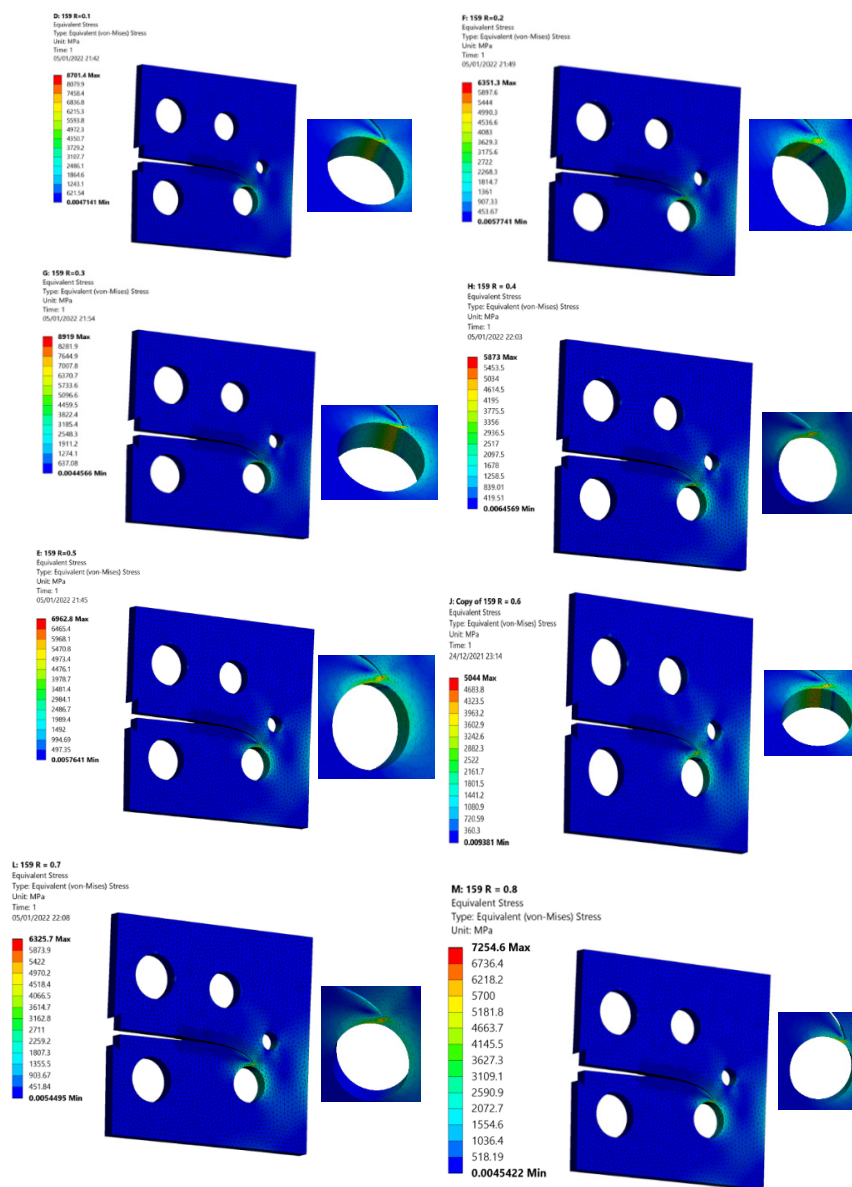 D: 159 R=0.1
Equivalent Stress
Type: Equivalent (von-Mises) Stress
Unit: MPa
Time: 1
05/01/2022 21:42
8701.4 Max
8079.9
7458.4
6836.8
6215.3
5593.8
4972.3
4350.7
3729.2
3107.7
2486.1
1864.6
1243.1
621.54
0.0047141 Min
F: 159 R=0.2
Equivalent Stress
Type: Equivalent (von-Mises) Stress
Unit: MPa
Time: 1
05/01/2022 21:49
6351.3 Max
5897.6
5444
4990.3
4536.6
4083
3629.3
3175.6
2722
2268.3
1814.7
1361
907.33
453.67
0.0057741 Min
G: 159 R=0.3
Equivalent Stress
Type: Equivalent (von-Mises) Stress
Unit: MPa
Time: 1
05/01/2022 21:54
8919 Max
8281.9
7644.9
7007.8
6370.7
5733.6
5096.6
4459.5
3822.4
3185.4
2548.3
1911.2
1274.1
637.08
0.0044566 Min
H: 159 R = 0.4
Equivalent Stress
Type: Equivalent (von-Mises) Stress
Unit: MPa
Time: 1
05/01/2022 22:03
5873 Max
5453.5
5034
4614.5
4195
3775.5
3356
2936.5
2517
2097.5
1678
1258.5
839.01
419.51
0.0064569 Min
E: 159 R=0.5
Equivalent Stress
Type: Equivalent (von-Mises) Stress
Unit: MPa
Time: 1
05/01/2022 21:45
6962.8 Max
6465.4
5968.1
5470.8
4973.4
4476.1
3978.7
3481.4
2984.1
2486.7
1989.4
1492
994.69
497.35
0.0057641 Min
J: Copy of 159 R = 0.6
Equivalent Stress
Type: Equivalent (von-Mises) Stress
Unit: MPa
Time: 1
24/12/2021 23:14
5044 Max
4683.8
4323.5
3963.2
3602.9
3242.6
2882.3
2522
2161.7
1801.5
1441.2
1080.9
720.59
360.3
0.009381 Min
L: 159 R = 0.7
Equivalent Stress
Type: Equivalent (von-Mises) Stress
Unit: MPa
Time: 1
05/01/2022 22:08
6325.7 Max
5873.9
5422
4970.2
4518.4
4066.5
3614.7
3162.8
2711
2259.2
1807.3
1355.5
903.67
451.84
0.0054495 Min
M: 159 R = 0.8
Equivalent Stress
Type: Equivalent (von-Mises) Stress
Unit: MPa
7254.6 Max
6736.4
6218.2
5700
5181.8
4663.7
4145.5
3627.3
3109.1
2590.9
2072.7
1554.6
1036.4
518.19
0.0045422 Min